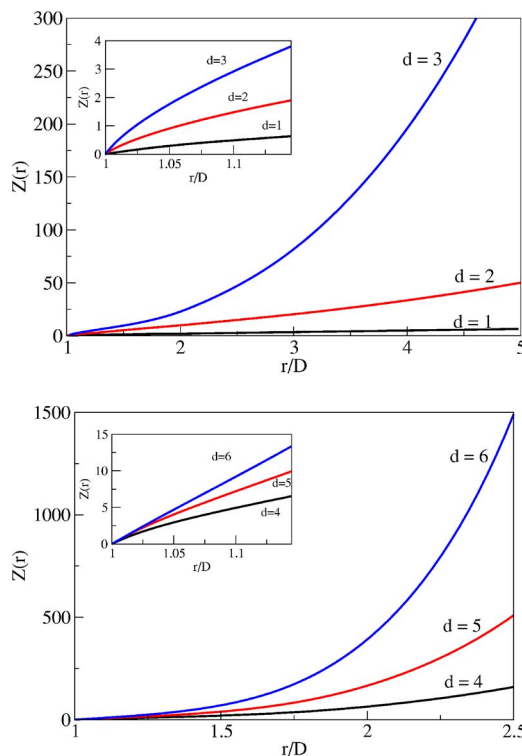 300
250
200
150
100
50
0
Z(r)
1
2
3
4
5
r/D
d = 3
d = 2
d = 1
4
3
2
1
0
Z(r)
1
1.05
1.1
r/D
d=3
d=2
d=1
1500
1000
500
0
Z(r)
1
1.5
2
2.5
r/D
d = 6
d = 5
d = 4
15
10
5
0
Z(r)
1
1.05
1.1
r/D
d=6
d=5
d=4